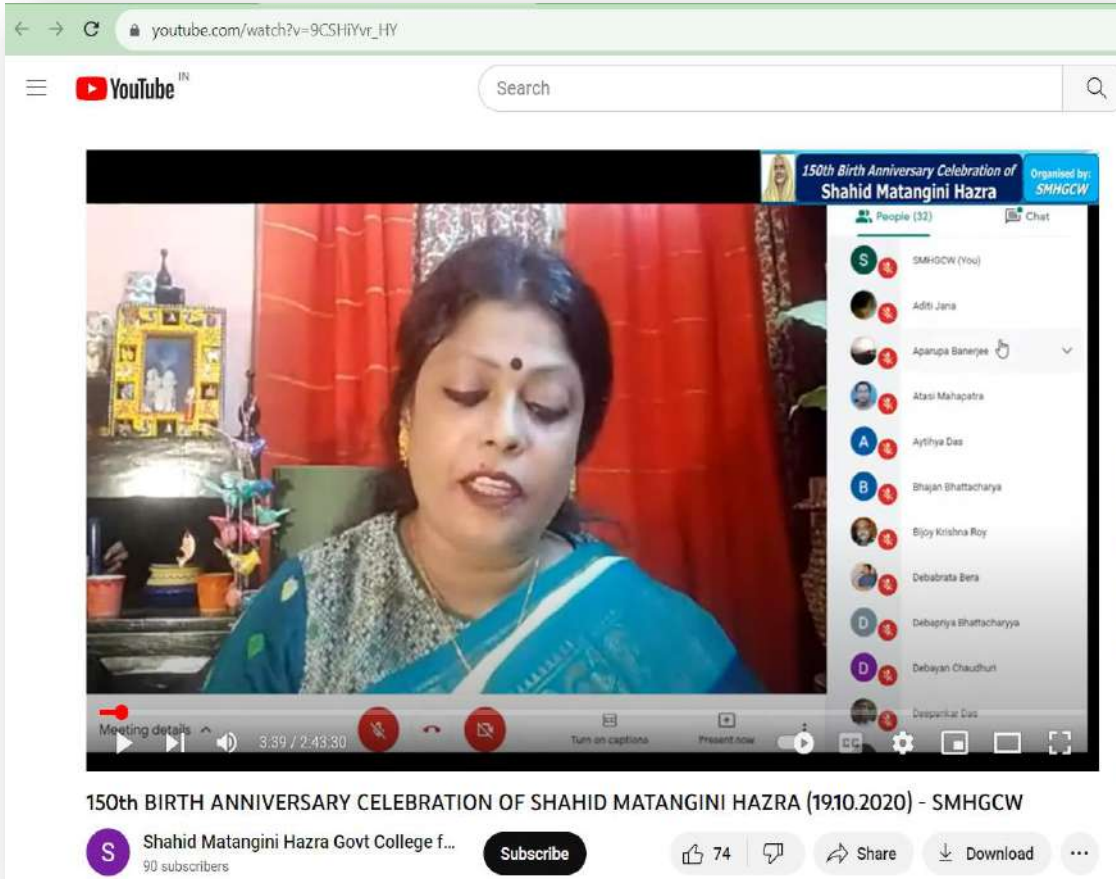 youtube.com/watch?v=9CSHiYvr_HY
YouTube IN
Search
150th Birth Anniversary Celebration of
Shahid Matangini Hazra
Organised by:
SMHGCW
People (32)
Chat
S
SMHGCW (You)
Aditi Jana
Aparupa Banerjee
Atasi Mahapatra
A
Aytihya Das
B
Bhajan Bhattacharya
Bijoy Krishna Roy
Debabrata Bera
D
Debapriya Bhattacharyya
D
Debayan Chaudhuri
Deepankar Das
Meeting details
Turn on captions
Present now
3:39 / 2:43:30
CC
150th BIRTH ANNIVERSARY CELEBRATION OF SHAHID MATANGINI HAZRA (19.10.2020) - SMHGCW
S
Shahid Matangini Hazra Govt College f...
90 subscribers
Subscribe
74
Share
Download